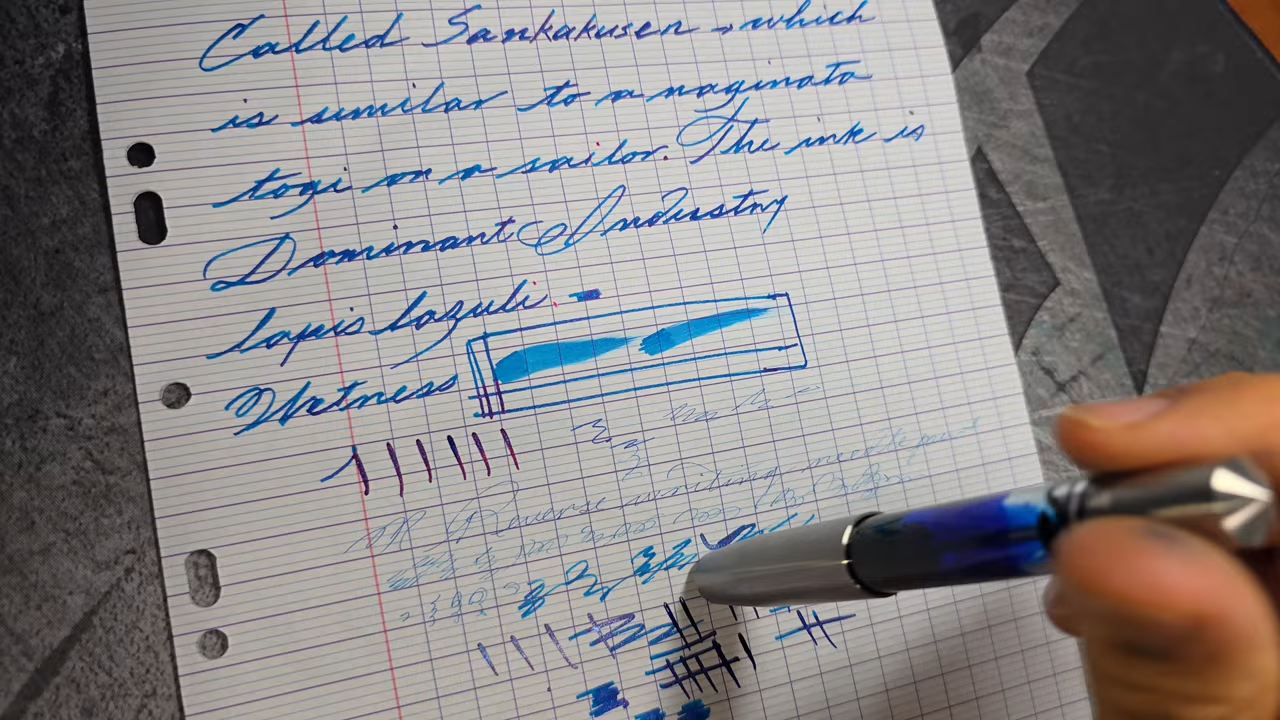 Called Sankakusen → which
is similar to a naginata
togi on a sailor. The ink is
Dominant Industry
lapis lazuli.
Wetness
Reverse writing